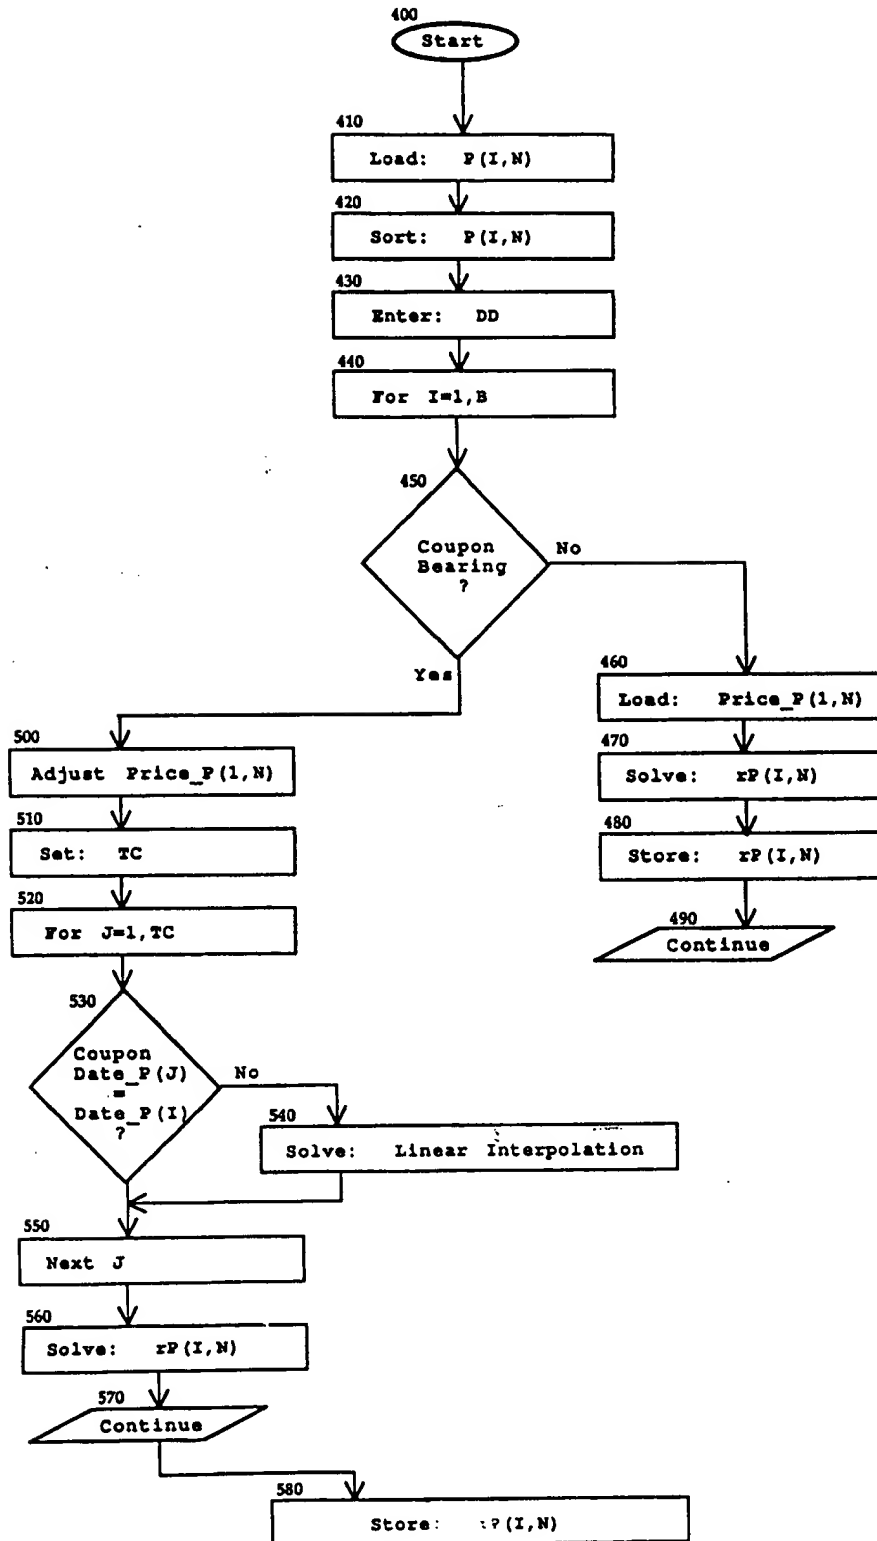 400
Start
410
Load: P(I,N)
420
Sort: P(I,N)
430
Enter: DD
440
For I=1,B
450
Coupon
Bearing
?
No
Yes
460
Load: Price_P(1,N)
470
Solve: rP(I,N)
480
Store: rP(I,N)
490
Continue
500
Adjust Price_P(1,N)
510
Set: TC
520
For J=1,TC
530
Coupon
Date_P(J)
=
Date_P(I)
?
No
540
Solve: Linear Interpolation
550
Next J
560
Solve: rP(I,N)
570
Continue
580
Store: (I,N)